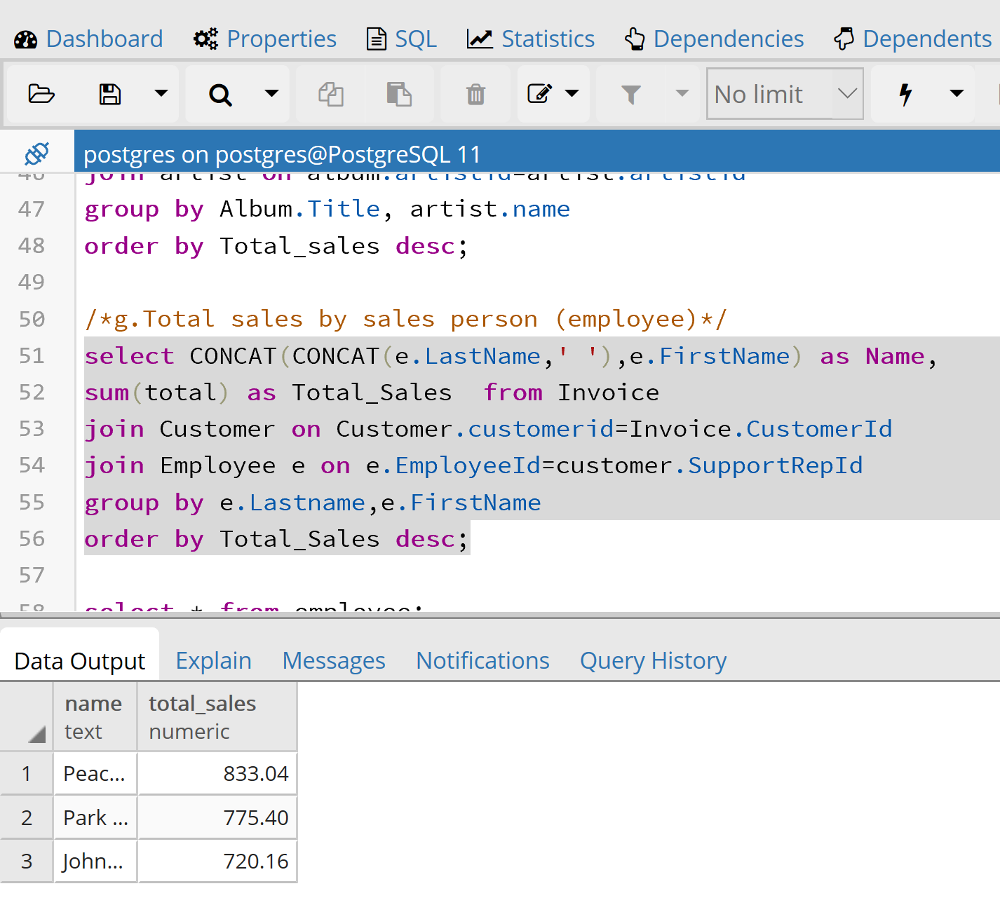 Dashboard Properties SQL Statistics Dependencies Dependents
No limit
postgres on postgres@PostgreSQL 11
46 join artist on album.artistid=artist.artistid
47 group by Album.Title, artist.name
48 order by Total_sales desc;
49
50 /*g.Total sales by sales person (employee)*/
51 select CONCAT(CONCAT(e.LastName,' '),e.FirstName) as Name,
52 sum(total) as Total_Sales  from Invoice
53 join Customer on Customer.customerid=Invoice.CustomerId
54 join Employee e on e.EmployeeId=customer.SupportRepId
55 group by e.Lastname,e.FirstName
56 order by Total_Sales desc;
57
58 select * from employee;
Data Output Explain Messages Notifications Query History
name total_sales
text numeric
1 Peac... 833.04
2 Park ... 775.40
3 John... 720.16